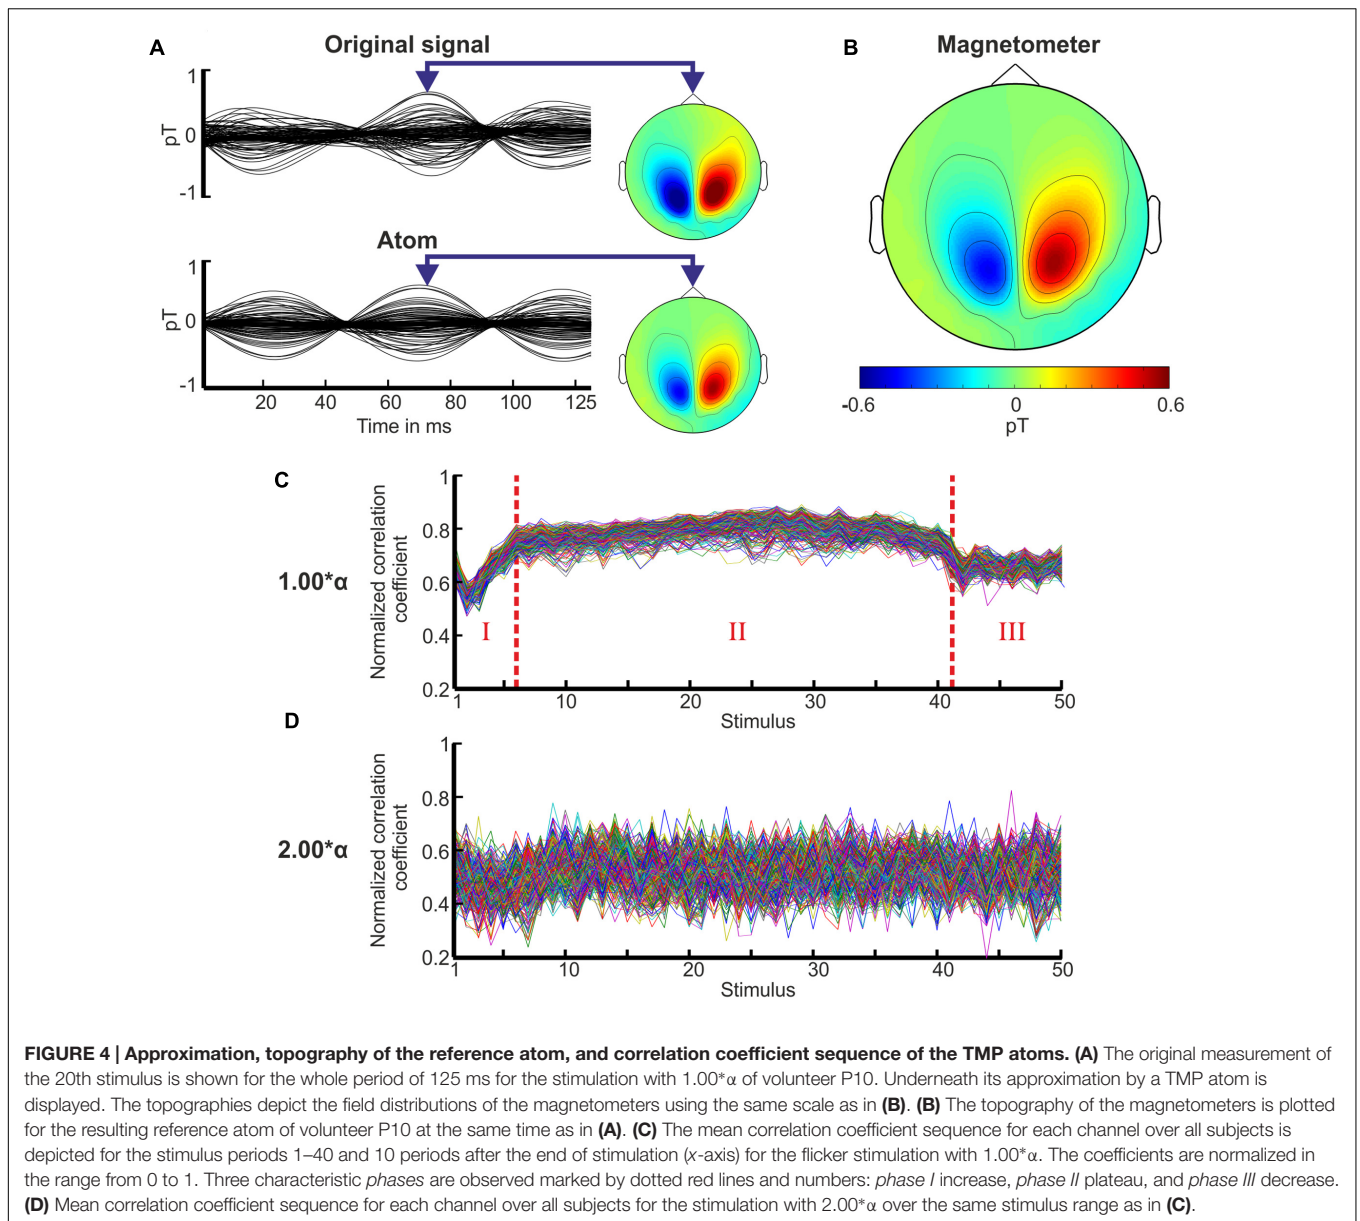 A
Original signal
B
Magnetometer
1
pT
0
-1
Atom
1
pT
0
-1
20
40
60
80
100
125
Time in ms
-0.6
0
0.6
pT
C
1.00*α
Normalized correlation
coefficient
1
0.8
0.6
0.4
0.2
I
II
III
1
10
20
30
40
50
Stimulus
D
2.00*α
Normalized correlation
coefficient
1
0.8
0.6
0.4
0.2
1
10
20
30
40
50
Stimulus
FIGURE 4 | Approximation, topography of the reference atom, and correlation coefficient sequence of the TMP atoms. (A) The original measurement of
the 20th stimulus is shown for the whole period of 125 ms for the stimulation with 1.00*α of volunteer P10. Underneath its approximation by a TMP atom is
displayed. The topographies depict the field distributions of the magnetometers using the same scale as in (B). (B) The topography of the magnetometers is plotted
for the resulting reference atom of volunteer P10 at the same time as in (A). (C) The mean correlation coefficient sequence for each channel over all subjects is
depicted for the stimulus periods 1–40 and 10 periods after the end of stimulation (x-axis) for the flicker stimulation with 1.00*α. The coefficients are normalized in
the range from 0 to 1. Three characteristic phases are observed marked by dotted red lines and numbers: phase I increase, phase II plateau, and phase III decrease.
(D) Mean correlation coefficient sequence for each channel over all subjects for the stimulation with 2.00*α over the same stimulus range as in (C).